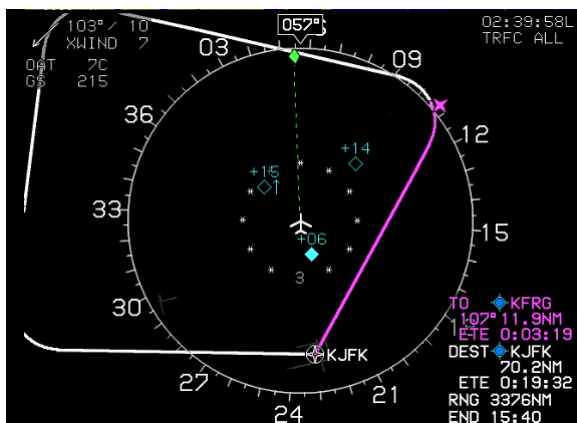 103°/ 10
XWIND 7
OAT 7C
GS 215
057°
02:39:58L
TRFC ALL
03
09
36
12
+14
+15
33
15
+06
3
30
TO KFRG
107° 11.9NM
ETE 0:03:19
KJFK
DEST KJFK
70.2NM
27
21
ETE 0:19:32
24
RNG 3376NM
END 15:40